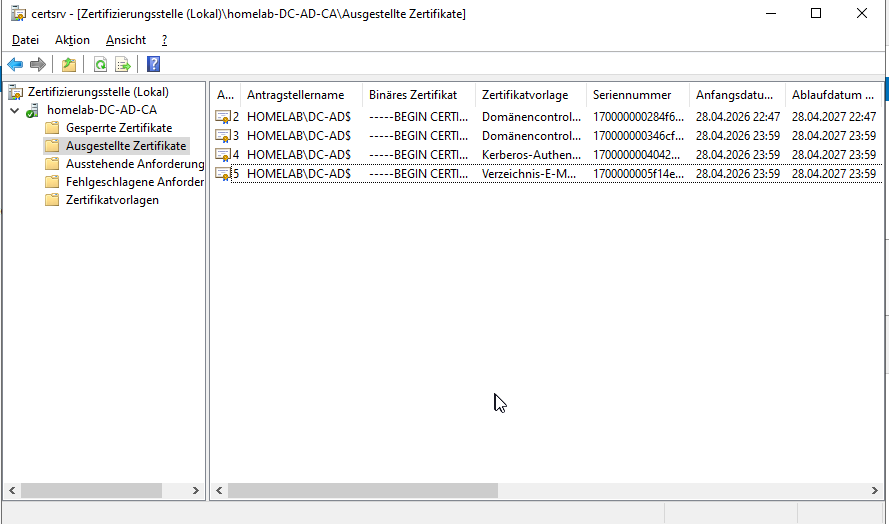 certsrv - [Zertifizierungsstelle (Lokal)\homelab-DC-AD-CA\Ausgestellte Zertifikate]
Datei Aktion Ansicht ?
Zertifizierungsstelle (Lokal)
homelab-DC-AD-CA
Gesperrte Zertifikate
Ausgestellte Zertifikate
Ausstehende Anforderung
Fehlgeschlagene Anforder
Zertifikatvorlagen
A... Antragstellername Binäres Zertifikat Zertifikatvorlage Seriennummer Anfangsdatu... Ablaufdatum ...
2 HOMELAB\DC-AD$ -----BEGIN CERTI... Domänencontrol... 170000000284f6... 28.04.2026 22:47 28.04.2027 22:47
3 HOMELAB\DC-AD$ -----BEGIN CERTI... Domänencontrol... 170000000346cf... 28.04.2026 23:59 28.04.2027 23:59
4 HOMELAB\DC-AD$ -----BEGIN CERTI... Kerberos-Authen... 1700000004042... 28.04.2026 23:59 28.04.2027 23:59
5 HOMELAB\DC-AD$ -----BEGIN CERTI... Verzeichnis-E-M... 1700000005f14e... 28.04.2026 23:59 28.04.2027 23:59